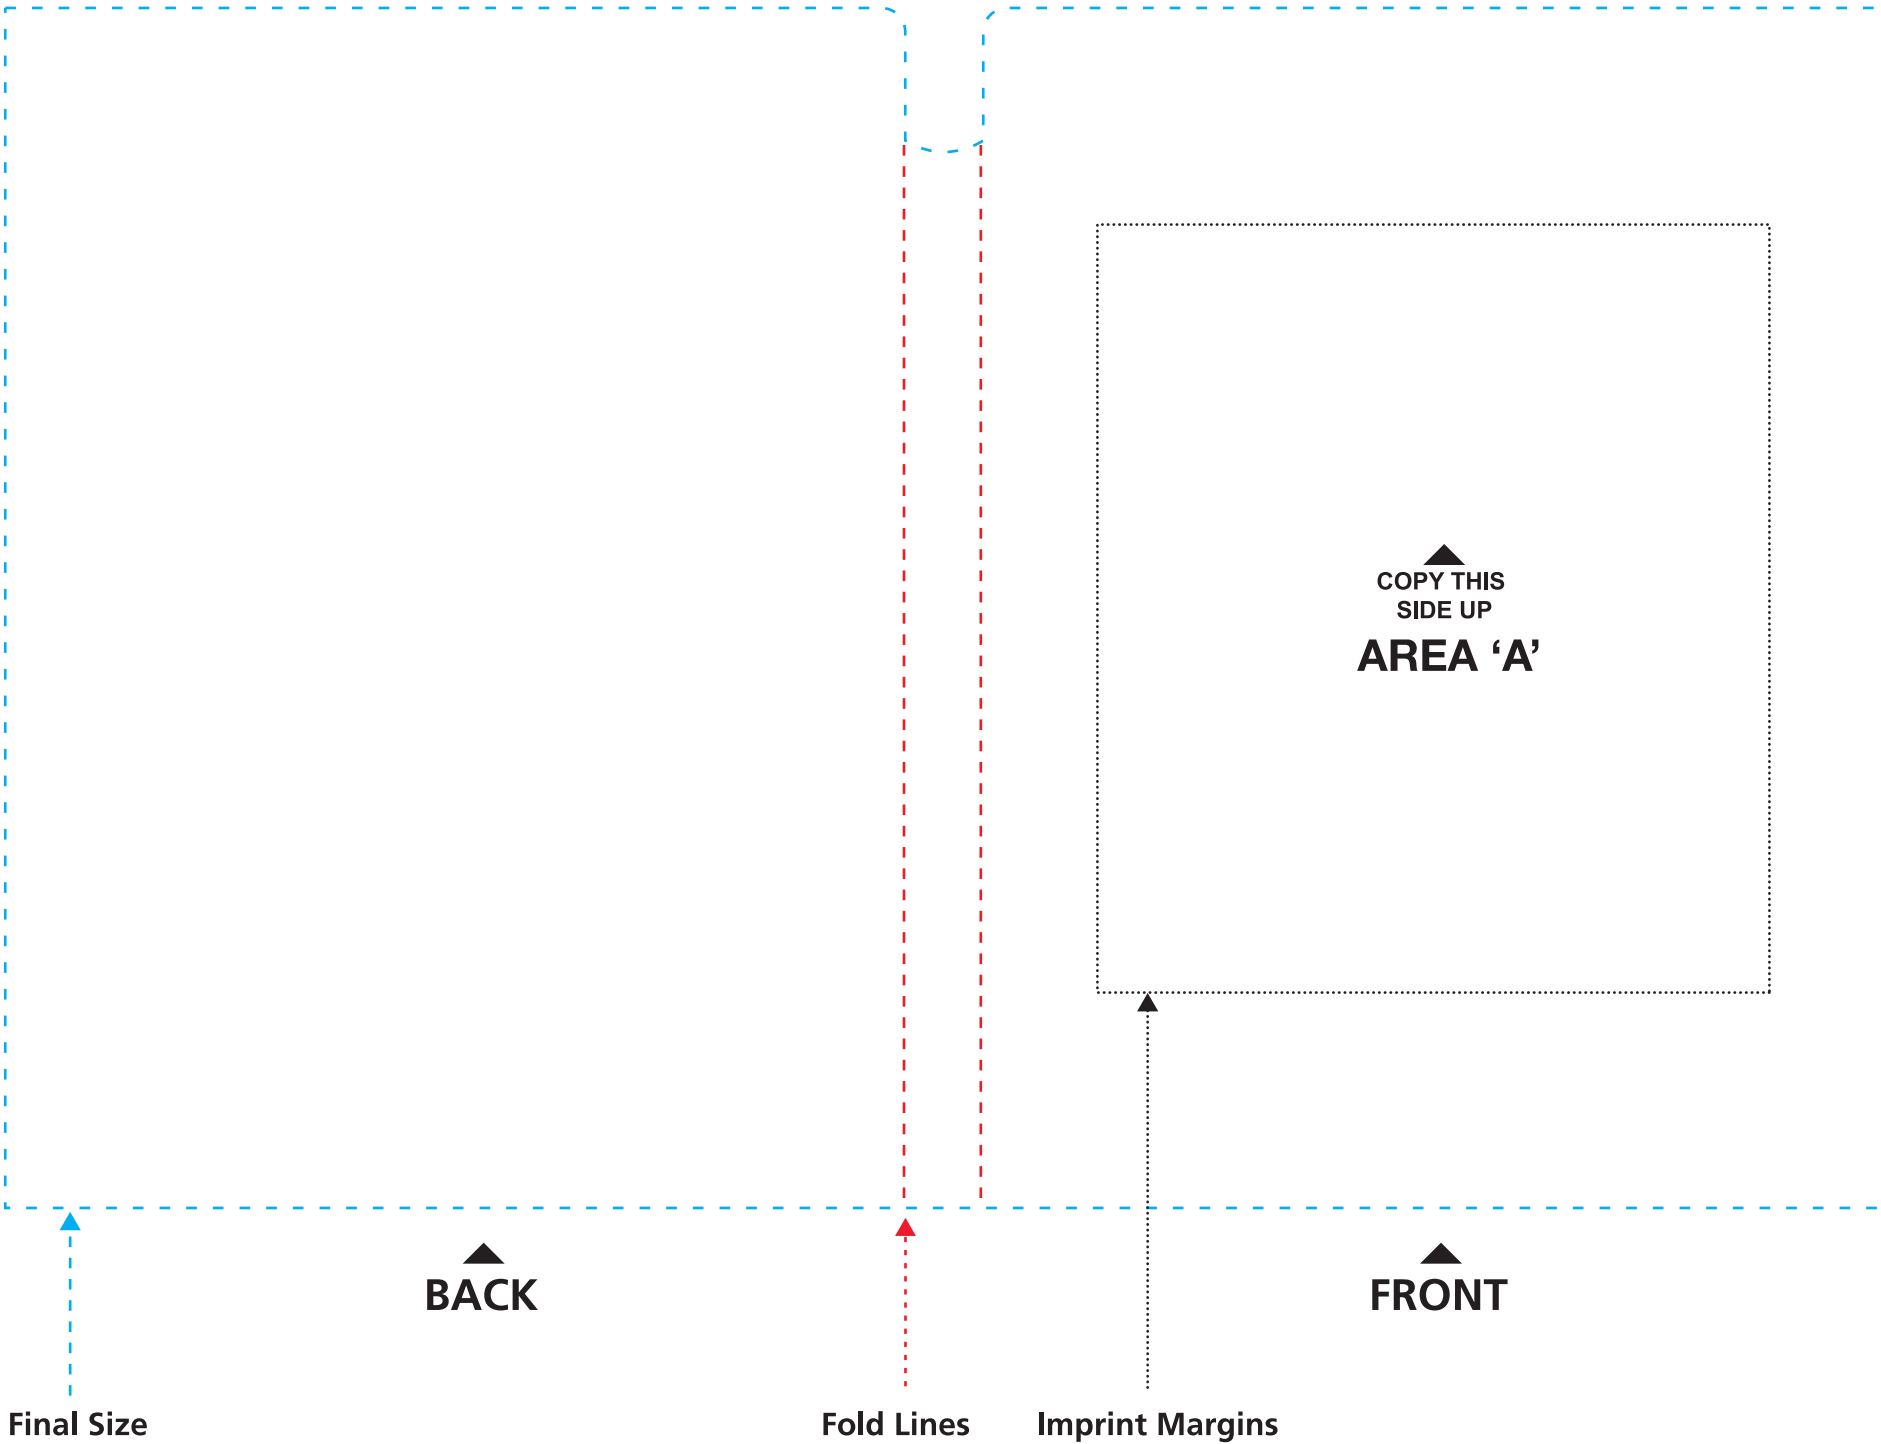 COPY THIS
SIDE UP
AREA ‘A’
BACK
FRONT
Final Size
Fold Lines
Imprint Margins